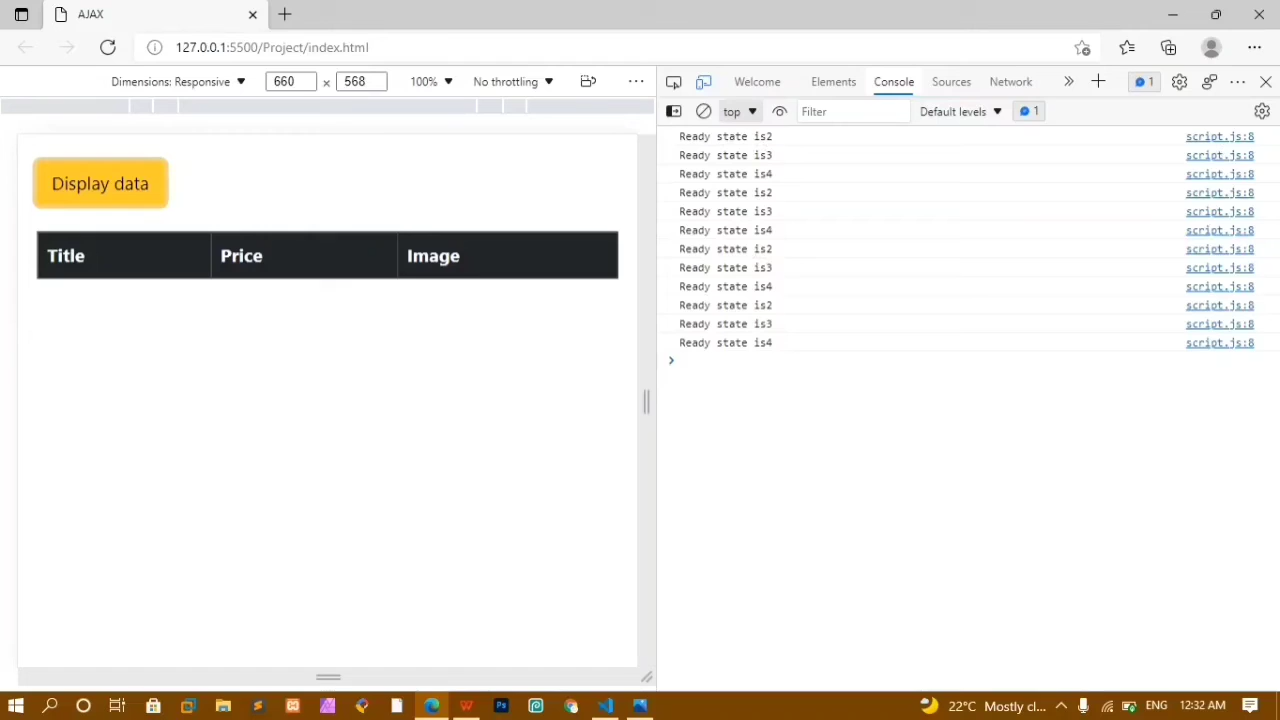 AJAX
127.0.0.1:5500/Project/index.html
Dimensions: Responsive 660 × 568 100% No throttling
Welcome Elements Console Sources Network 1
top Filter Default levels 1
Display data
Title Price Image
Ready state is2 script.js:8
Ready state is3 script.js:8
Ready state is4 script.js:8
Ready state is2 script.js:8
Ready state is3 script.js:8
Ready state is4 script.js:8
Ready state is2 script.js:8
Ready state is3 script.js:8
Ready state is4 script.js:8
Ready state is2 script.js:8
Ready state is3 script.js:8
Ready state is4 script.js:8
22°C Mostly cl... ENG 12:32 AM